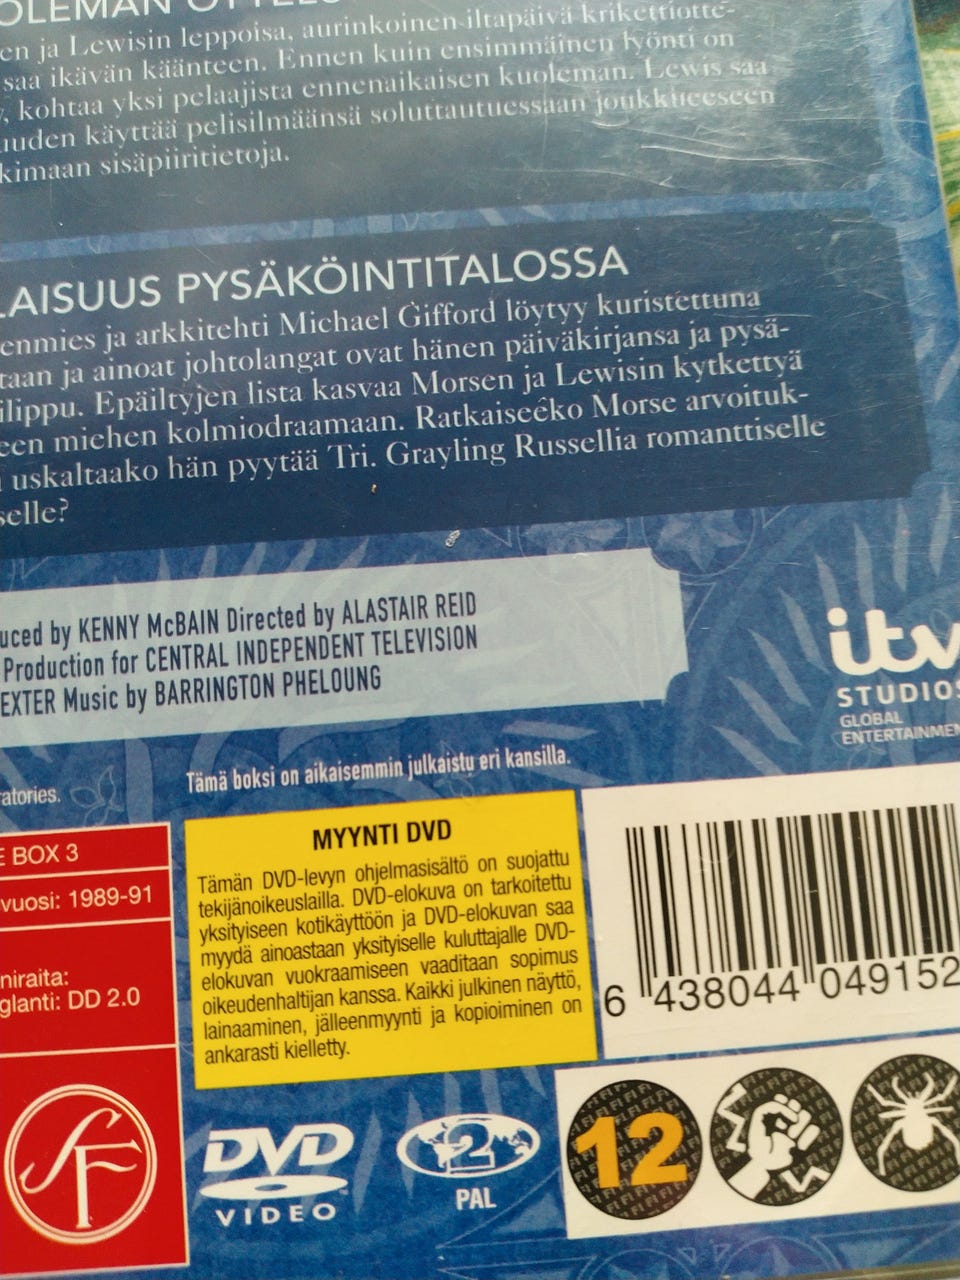 OLEMAN OTTELU
en ja Lewisin leppoisa, aurinkoinen iltapäivä krikettiotte-
saa ikävän käänteen. Ennen kuin ensimmäinen lyönti on
, kohtaa yksi pelaajista ennenaikaisen kuoleman. Lewis saa
uuden käyttää pelisilmäänsä soluttautuessaan joukkueeseen
kimaan sisäpiiritietoja.
LAISUUS PYSÄKÖINTITALOSSA
enmies ja arkkitehti Michael Gifford löytyy kuristettuna
taan ja ainoat johtolangat ovat hänen päiväkirjansa ja pysä-
ilippu. Epäiltyjen lista kasvaa Morsen ja Lewisin kytkettyä
een miehen kolmiodraamaan. Ratkaiseeko Morse arvoituk-
uskaltaako hän pyytää Tri. Grayling Russellia romanttiselle
selle?
uced by KENNY McBAIN Directed by ALASTAIR REID
Production for CENTRAL INDEPENDENT TELEVISION
EXTER Music by BARRINGTON PHELOUNG
itv
STUDIOS
GLOBAL
ENTERTAINMEN
Tämä boksi on aikaisemmin julkaistu eri kansilla.
ratories.
E BOX 3
vuosi: 1989-91
niraita:
glanti: DD 2.0
SF
MYYNTI DVD
Tämän DVD-levyn ohjelmasisältö on suojattu
tekijänoikeuslailla. DVD-elokuva on tarkoitettu
yksityiseen kotikäyttöön ja DVD-elokuvan saa
myydä ainoastaan yksityiselle kuluttajalle DVD-
elokuvan vuokraamiseen vaaditaan sopimus
oikeudenhaltijan kanssa. Kaikki julkinen näyttö,
lainaaminen, jälleenmyynti ja kopioiminen on
ankarasti kielletty.
6 438044 049152
DVD
VIDEO
2
PAL
12